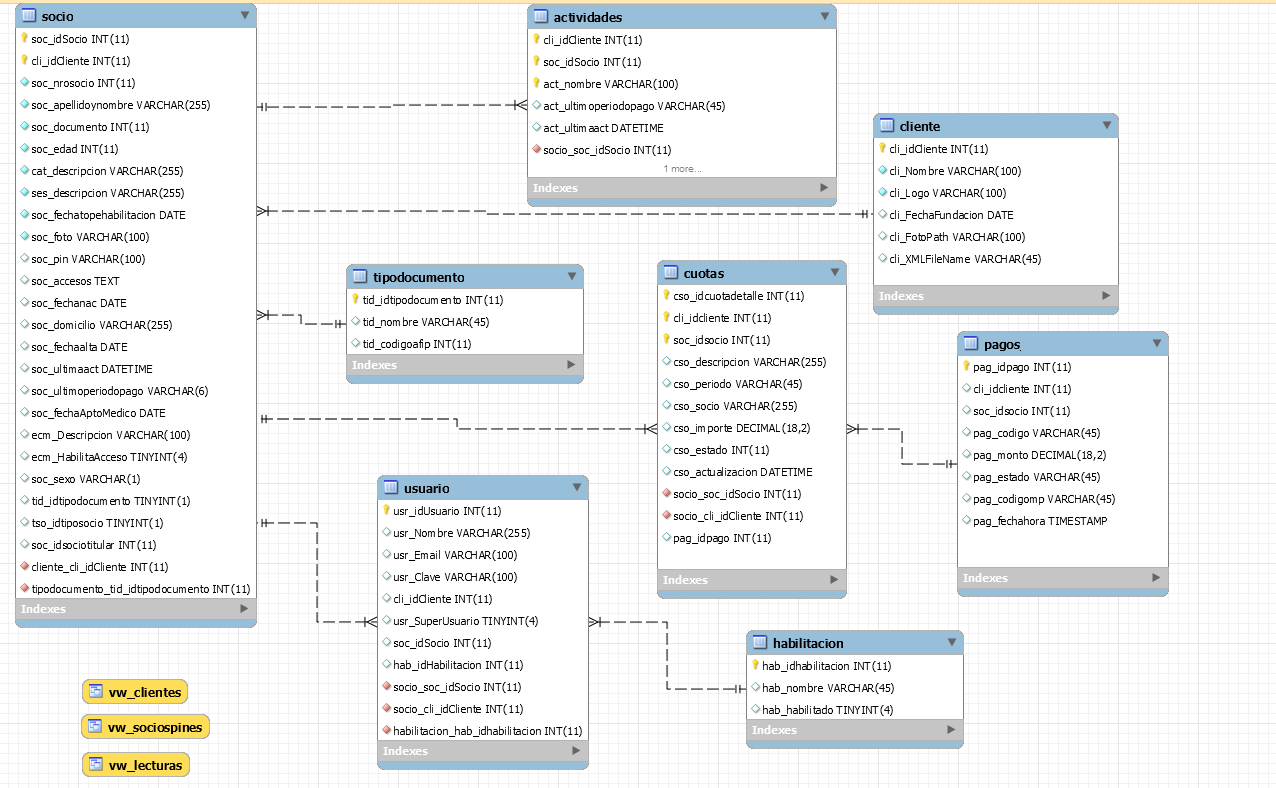 socio
soc_idSocio INT(11)
cli_idCliente INT(11)
soc_nrosocio INT(11)
soc_apellidoynombre VARCHAR(255)
soc_documento INT(11)
soc_edad INT(11)
cat_descripcion VARCHAR(255)
ses_descripcion VARCHAR(255)
soc_fechatopehabilitacion DATE
soc_foto VARCHAR(100)
soc_pin VARCHAR(100)
soc_accesos TEXT
soc_fechanac DATE
soc_domicilio VARCHAR(255)
soc_fechaalta DATE
soc_ultimaact DATETIME
soc_ultimoperiodopago VARCHAR(6)
soc_fechaAptoMedico DATE
ecm_Descripcion VARCHAR(100)
ecm_HabilitaAcceso TINYINT(4)
soc_sexo VARCHAR(1)
tid_idtipodocumento TINYINT(1)
tso_idtiposocio TINYINT(1)
soc_idsociotitular INT(11)
cliente_cli_idCliente INT(11)
tipodocumento_tid_idtipodocumento INT(11)
Indexes
actividades
cli_idCliente INT(11)
soc_idSocio INT(11)
act_nombre VARCHAR(100)
act_ultimoperiodopago VARCHAR(45)
act_ultimaact DATETIME
socio_soc_idSocio INT(11)
1 more...
Indexes
cliente
cli_idCliente INT(11)
cli_Nombre VARCHAR(100)
cli_Logo VARCHAR(100)
cli_FechaFundacion DATE
cli_FotoPath VARCHAR(100)
cli_XMLFileName VARCHAR(45)
Indexes
tipodocumento
tid_idtipodocumento INT(11)
tid_nombre VARCHAR(45)
tid_codigoafip INT(11)
Indexes
cuotas
cso_idcuotadetalle INT(11)
cli_idcliente INT(11)
soc_idsocio INT(11)
cso_descripcion VARCHAR(255)
cso_periodo VARCHAR(45)
cso_socio VARCHAR(255)
cso_importe DECIMAL(18,2)
cso_estado INT(11)
cso_actualizacion DATETIME
socio_soc_idSocio INT(11)
socio_cli_idCliente INT(11)
pag_idpago INT(11)
Indexes
pagos
pag_idpago INT(11)
cli_idcliente INT(11)
soc_idsocio INT(11)
pag_codigo VARCHAR(45)
pag_monto DECIMAL(18,2)
pag_estado VARCHAR(45)
pag_codigomp VARCHAR(45)
pag_fechahora TIMESTAMP
Indexes
usuario
usr_idUsuario INT(11)
usr_Nombre VARCHAR(255)
usr_Email VARCHAR(100)
usr_Clave VARCHAR(100)
cli_idCliente INT(11)
usr_SuperUsuario TINYINT(4)
soc_idSocio INT(11)
hab_idHabilitacion INT(11)
socio_soc_idSocio INT(11)
socio_cli_idCliente INT(11)
habilitacion_hab_idhabilitacion INT(11)
Indexes
habilitacion
hab_idhabilitacion INT(11)
hab_nombre VARCHAR(45)
hab_habilitado TINYINT(4)
Indexes
vw_clientes
vw_sociospines
vw_lecturas